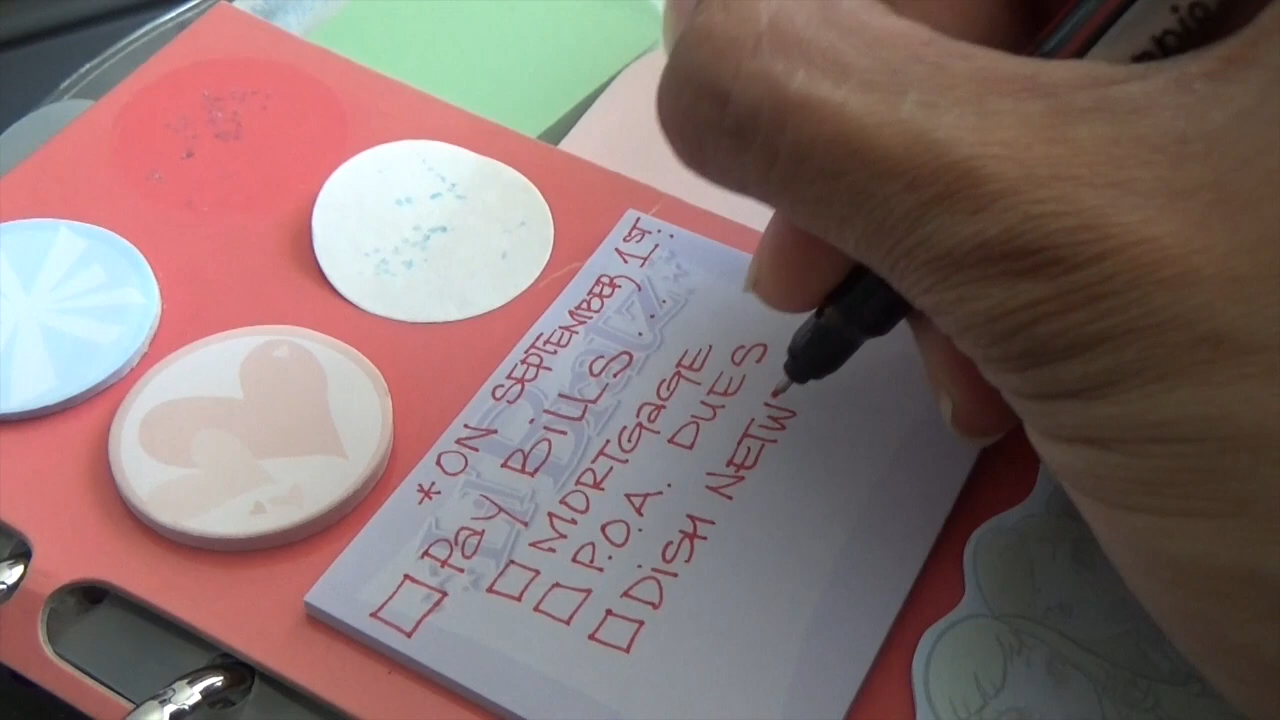 *ON SEPTEMBER 1ST..
PaY BILLS...
MORTGaGE
P.O.A. DUES
DISH NETW